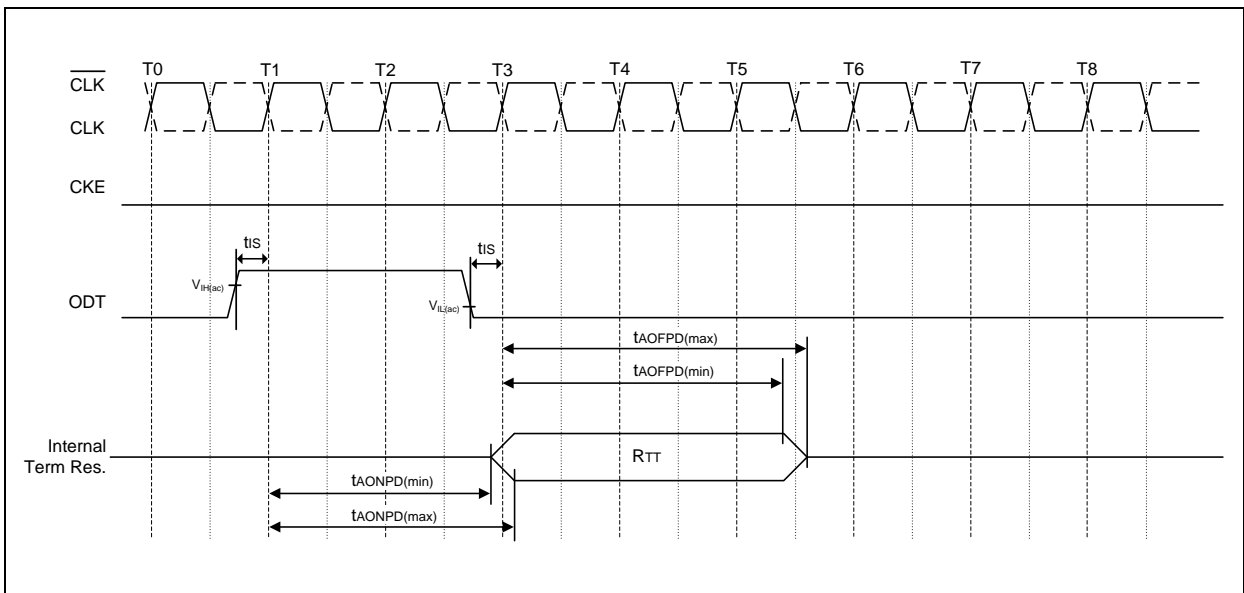 T0 T1 T2 T3 T4 T5 T6 T7 T8
CLK
CLK
CKE
tIS
tIS
VIH(ac)
ODT
VIL(ac)
tAOFPD(max)
tAOFPD(min)
Internal
Term Res.
RTT
tAONPD(min)
tAONPD(max)